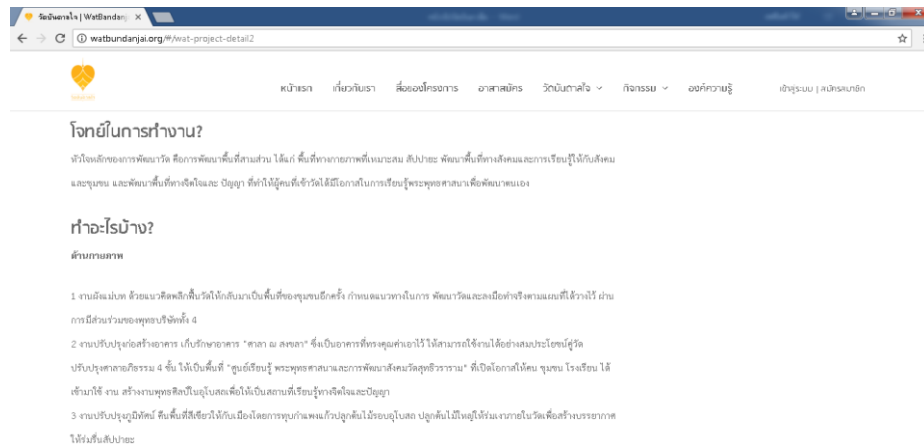 วัดบันดาลใจ | WatBandanj
watbundanjai.org/#/wat-project-detail2
หน้าแรก เกี่ยวกับเรา สื่อของโครงการ อาสาสมัคร วัดบันดาลใจ กิจกรรม องค์ความรู้ เข้าสู่ระบบ | สมัครสมาชิก
โจทย์ในการทำงาน?
หัวใจหลักของการพัฒนาวัด คือการพัฒนาพื้นที่สามส่วน ได้แก่ พื้นที่ทางกายภาพที่เหมาะสม สัปปายะ พัฒนาพื้นที่ทางสังคมและการเรียนรู้ให้กับสังคม
และชุมชน และพัฒนาพื้นที่ทางจิตใจและ ปัญญา ที่ทำให้ผู้คนที่เข้าวัดได้มีโอกาสในการเรียนรู้พระพุทธศาสนาเพื่อพัฒนาตนเอง
ทำอะไรบ้าง?
ด้านกายภาพ
1 งานผังแม่บท ด้วยแนวคิดพลิกฟื้นวัดให้กลับมาเป็นพื้นที่ของชุมชนอีกครั้ง กำหนดแนวทางในการ พัฒนาวัดและลงมือทำจริงตามแผนที่ได้วางไว้ ผ่าน
การมีส่วนร่วมของพุทธบริษัททั้ง 4
2 งานปรับปรุงก่อสร้างอาคาร เก็บรักษาอาคาร "ศาลา ณ สงขลา" ซึ่งเป็นอาคารที่ทรงคุณค่าเอาไว้ ให้สามารถใช้งานได้อย่างสมประโยชน์คู่วัด
ปรับปรุงศาลาอภิธรรม 4 ชั้น ให้เป็นพื้นที่ "ศูนย์เรียนรู้ พระพุทธศาสนาและการพัฒนาสังคมวัดสุทธิวราราม" ที่เปิดโอกาสให้คน ชุมชน โรงเรียน ได้
เข้ามาใช้ งาน สร้างงานพุทธศิลป์ในอุโบสถเพื่อให้เป็นสถานที่เรียนรู้ทางจิตใจและปัญญา
3 งานปรับปรุงภูมิทัศน์ คืนพื้นที่สีเขียวให้กับเมืองโดยการทุบกำแพงแก้วปลูกต้นไม้รอบอุโบสถ ปลูกต้นไม้ใหญ่ให้ร่มเงาภายในวัดเพื่อสร้างบรรยากาศ
ให้ร่มรื่นสัปปายะ